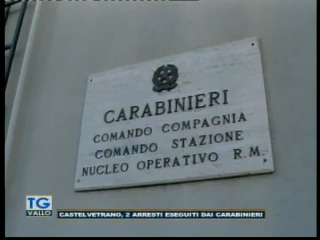 CARABINIERI
COMANDO COMPAGNIA
COMANDO STAZIONE
NUCLEO OPERATIVO R.M.
TG
VALLO
CASTELVETRANO, 2 ARRESTI ESEGUITI DAI CARABINIERI